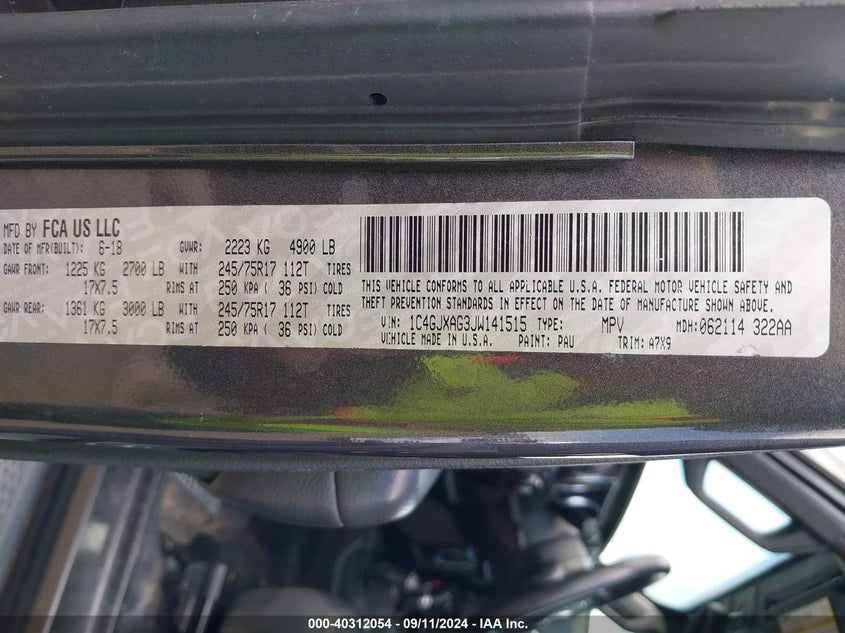 MFD BY FCA US LLC
DATE OF MFR(BUILT): 6-18 GVWR: 2223 KG 4900 LB
GAWR FRONT: 1225 KG 2700 LB WITH 245/75R17 112T TIRES
17X7.5 RIMS AT 250 KPA ( 36 PSI) COLD
GAWR REAR: 1361 KG 3000 LB WITH 245/75R17 112T TIRES
17X7.5 RIMS AT 250 KPA ( 36 PSI) COLD
THIS VEHICLE CONFORMS TO ALL APPLICABLE U.S.A. FEDERAL MOTOR VEHICLE SAFETY AND
THEFT PREVENTION STANDARDS IN EFFECT ON THE DATE OF MANUFACTURE SHOWN ABOVE.
VIN: 1C4GJXAG3JW141515 TYPE: MPV MDH: 062114 322AA
VEHICLE MADE IN U.S.A. PAINT: PAU TRIM: A7X9
000-40312054 - 09/11/2024 - IAA Inc.